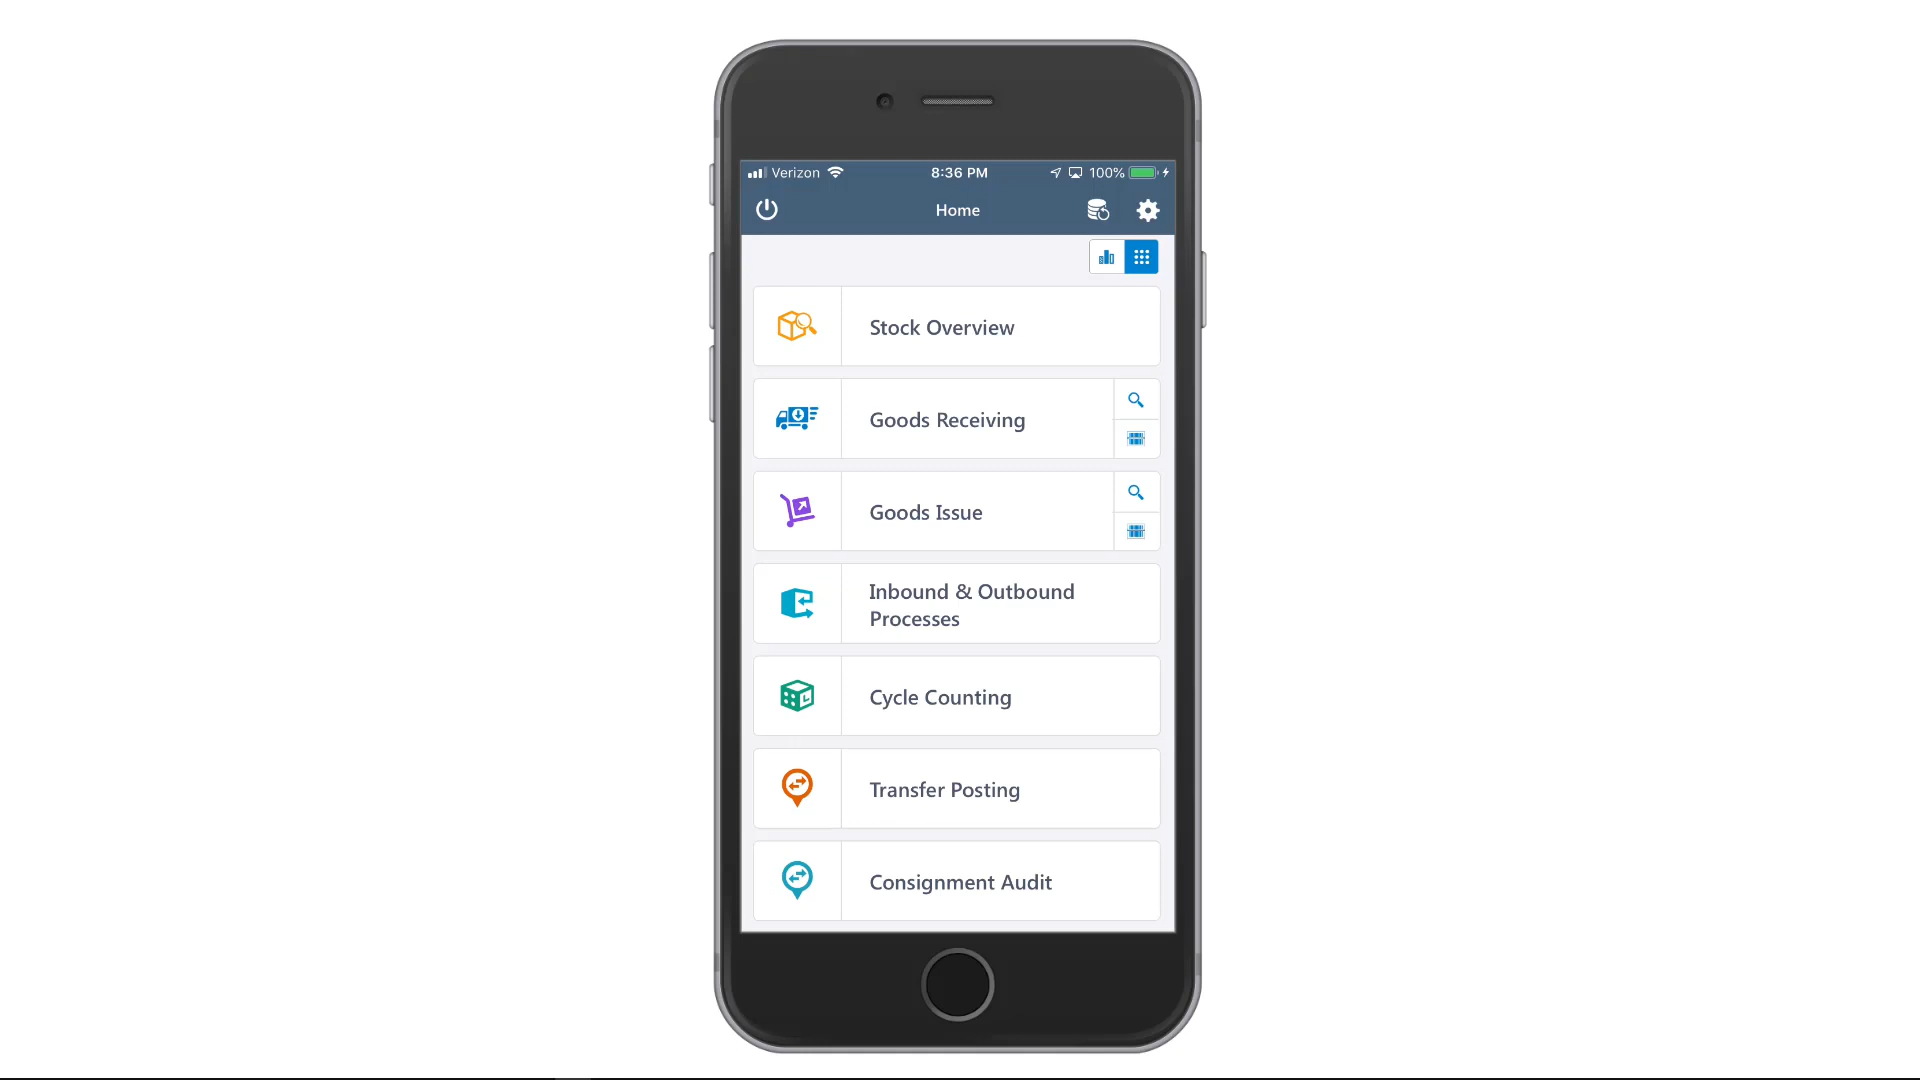 Verizon 8:36 PM 100%
Home
Stock Overview
Goods Receiving
Goods Issue
Inbound & Outbound
Processes
Cycle Counting
Transfer Posting
Consignment Audit